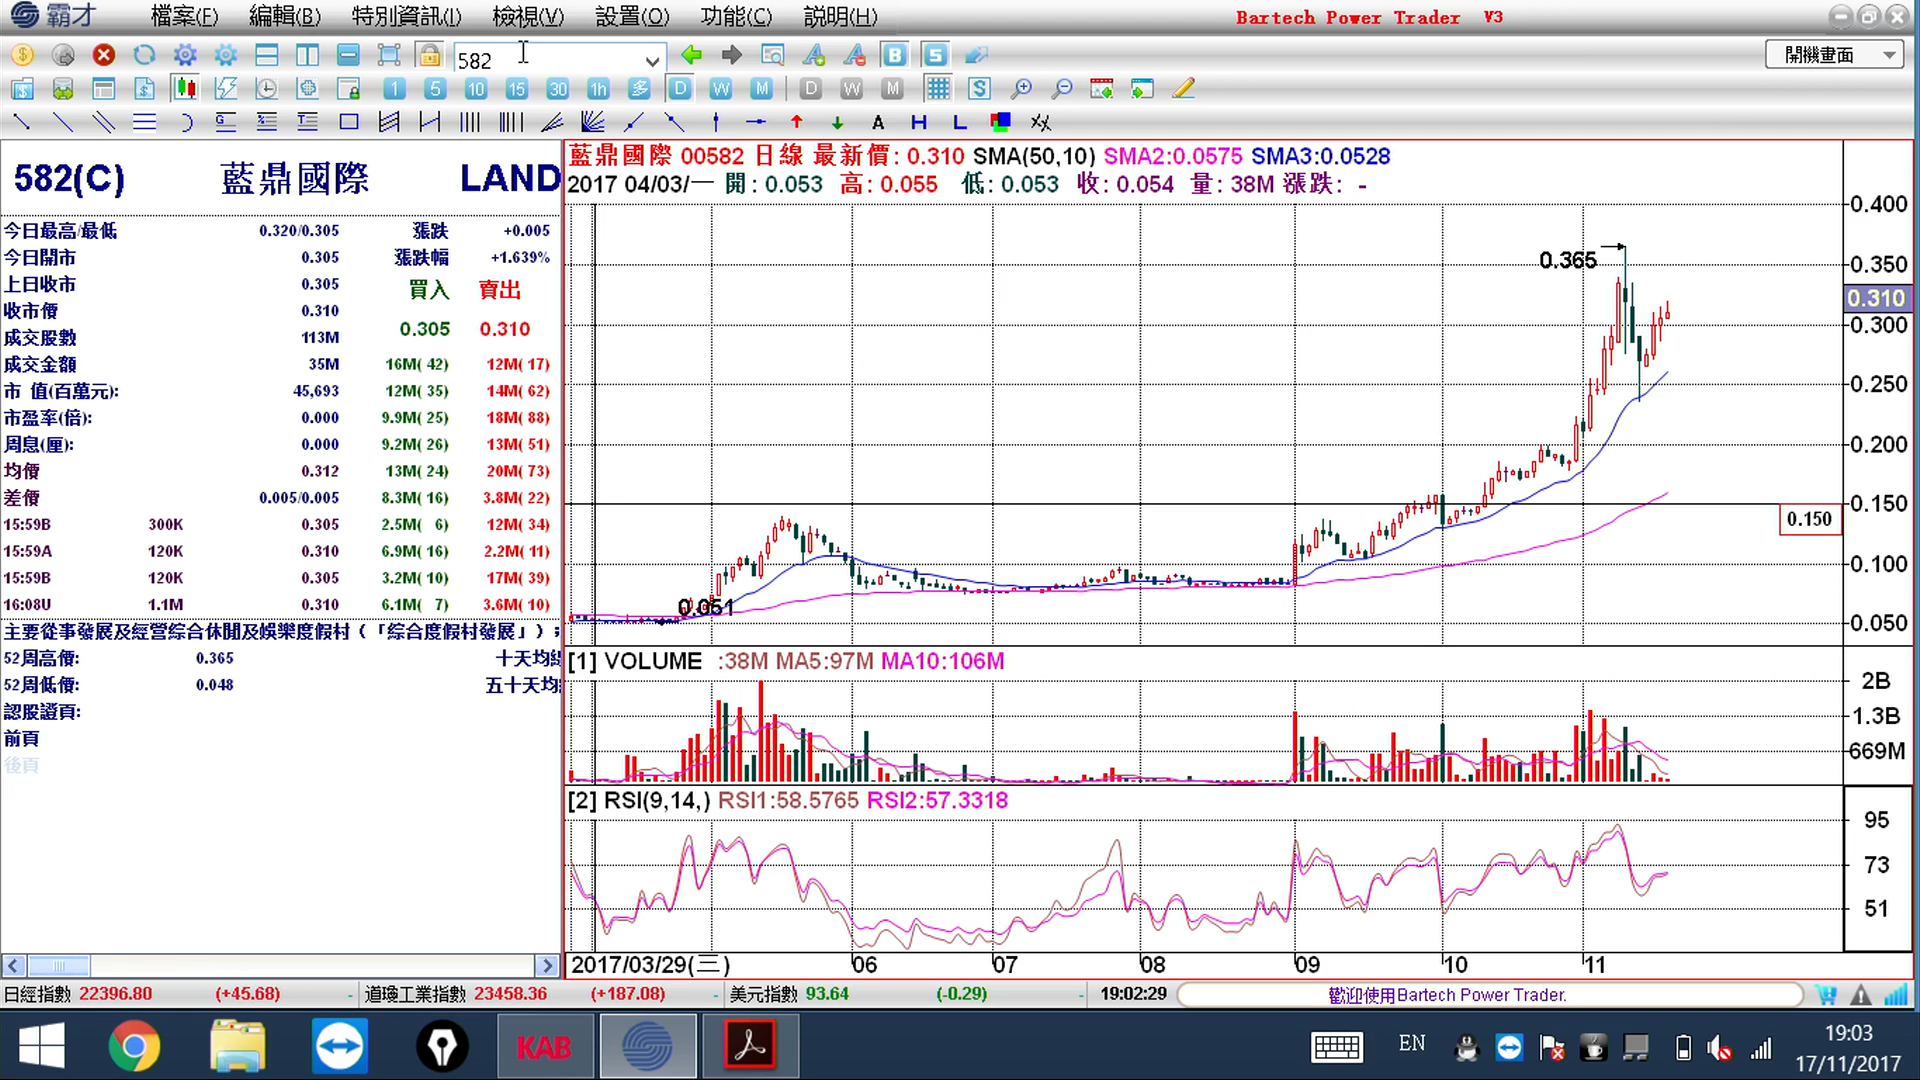 霸才 檔案(F) 編輯(B) 特別資訊(I) 檢視(V) 設置(O) 功能(C) 説明(H) Bartech Power Trader V3
582 B S 開機畫面
1 5 10 15 30 1h D W M D W M S
A H L
582(C) 藍鼎國際 LAND
今日最高/最低 0.320/0.305 漲跌 +0.005
今日開市 0.305 漲跌幅 +1.639%
上日收市 0.305 買入 賣出
收市價 0.310 0.305 0.310
成交股數 113M
成交金額 35M 16M( 42) 12M( 17)
市 值(百萬元): 45,693 12M( 35) 14M( 62)
市盈率(倍): 0.000 9.9M( 25) 18M( 88)
周息(厘): 0.000 9.2M( 26) 13M( 51)
均價 0.312 13M( 24) 20M( 73)
差價 0.005/0.005 8.3M( 16) 3.8M( 22)
15:59B 300K 0.305 2.5M( 6) 12M( 34)
15:59A 120K 0.310 6.9M( 16) 2.2M( 11)
15:59B 120K 0.305 3.2M( 10) 17M( 39)
16:08U 1.1M 0.310 6.1M( 7) 3.6M( 10)
主要從事發展及經營綜合休閒及娛樂度假村（「綜合度假村發展」）
52周高價: 0.365 十天均
52周低價: 0.048 五十天均
認股證頁:
前頁
後頁
藍鼎國際 00582 日線 最新價: 0.310 SMA(50,10) SMA2:0.0575 SMA3:0.0528
2017 04/03/一 開: 0.053 高: 0.055 低: 0.053 收: 0.054 量: 38M 漲跌: -
0.400
0.365
0.350
0.310
0.300
0.250
0.200
0.150
0.150
0.100
0.051
0.050
[1] VOLUME :38M MA5:97M MA10:106M
2B
1.3B
669M
[2] RSI(9,14,) RSI1:58.5765 RSI2:57.3318
95
73
51
2017/03/29(三) 06 07 08 09 10 11
日經指數 22396.80 (+45.68) - 道瓊工業指數 23458.36 (+187.08) - 美元指數 93.64 (-0.29) - 19:02:29 歡迎使用Bartech Power Trader.
KAB EN 19:03
17/11/2017